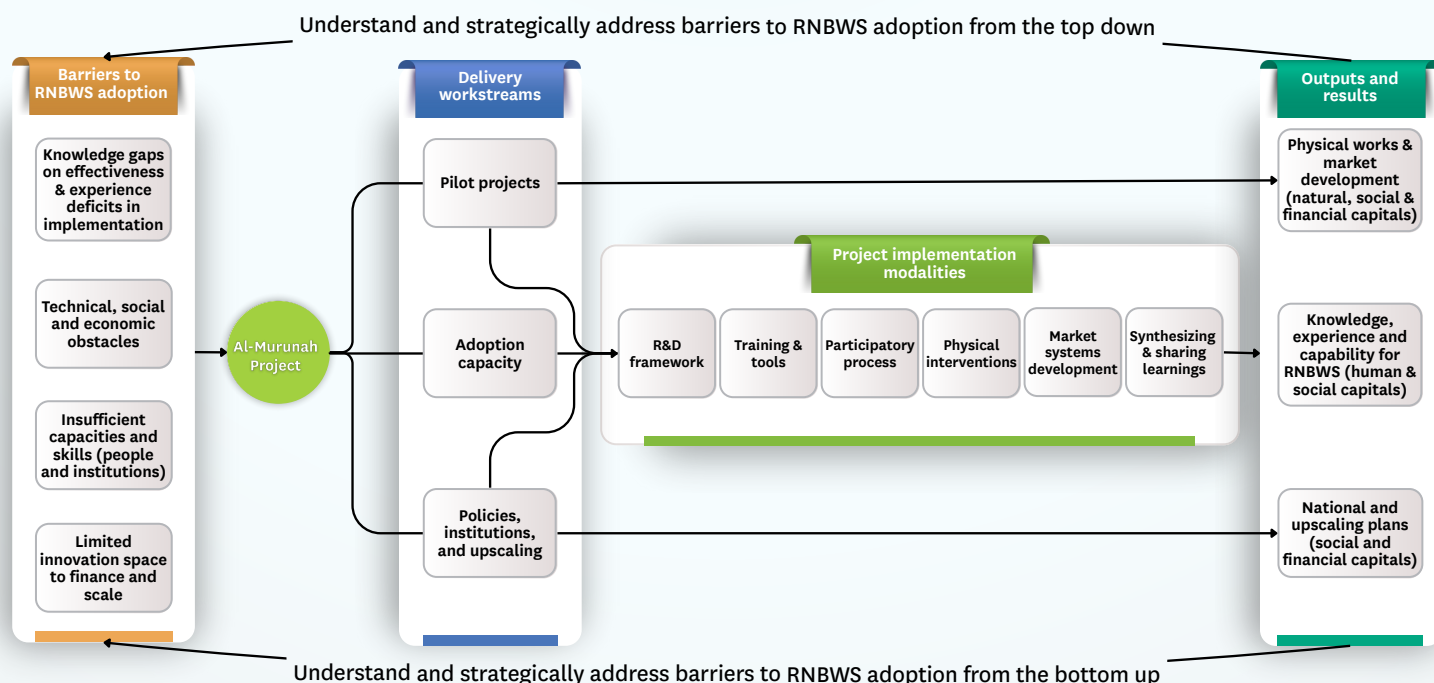 Understand and strategically address barriers to RNBWS adoption from the top down
Barriers to
RNBWS adoption
Knowledge gaps
on effectiveness
& experience
deficits in
implementation
Technical, social
and economic
obstacles
Insufficient
capacities and
skills (people
and institutions)
Limited
innovation space
to finance and
scale
Al-Murunah
Project
Delivery
workstreams
Pilot projects
Adoption
capacity
Policies,
institutions,
and upscaling
Project implementation
modalities
R&D
framework
Training &
tools
Participatory
process
Physical
interventions
Market
systems
development
Synthesizing
& sharing
learnings
Outputs and
results
Physical works &
market
development
(natural, social &
financial capitals)
Knowledge,
experience and
capability for
RNBWS (human &
social capitals)
National and
upscaling plans
(social and
financial capitals)
Understand and strategically address barriers to RNBWS adoption from the bottom up